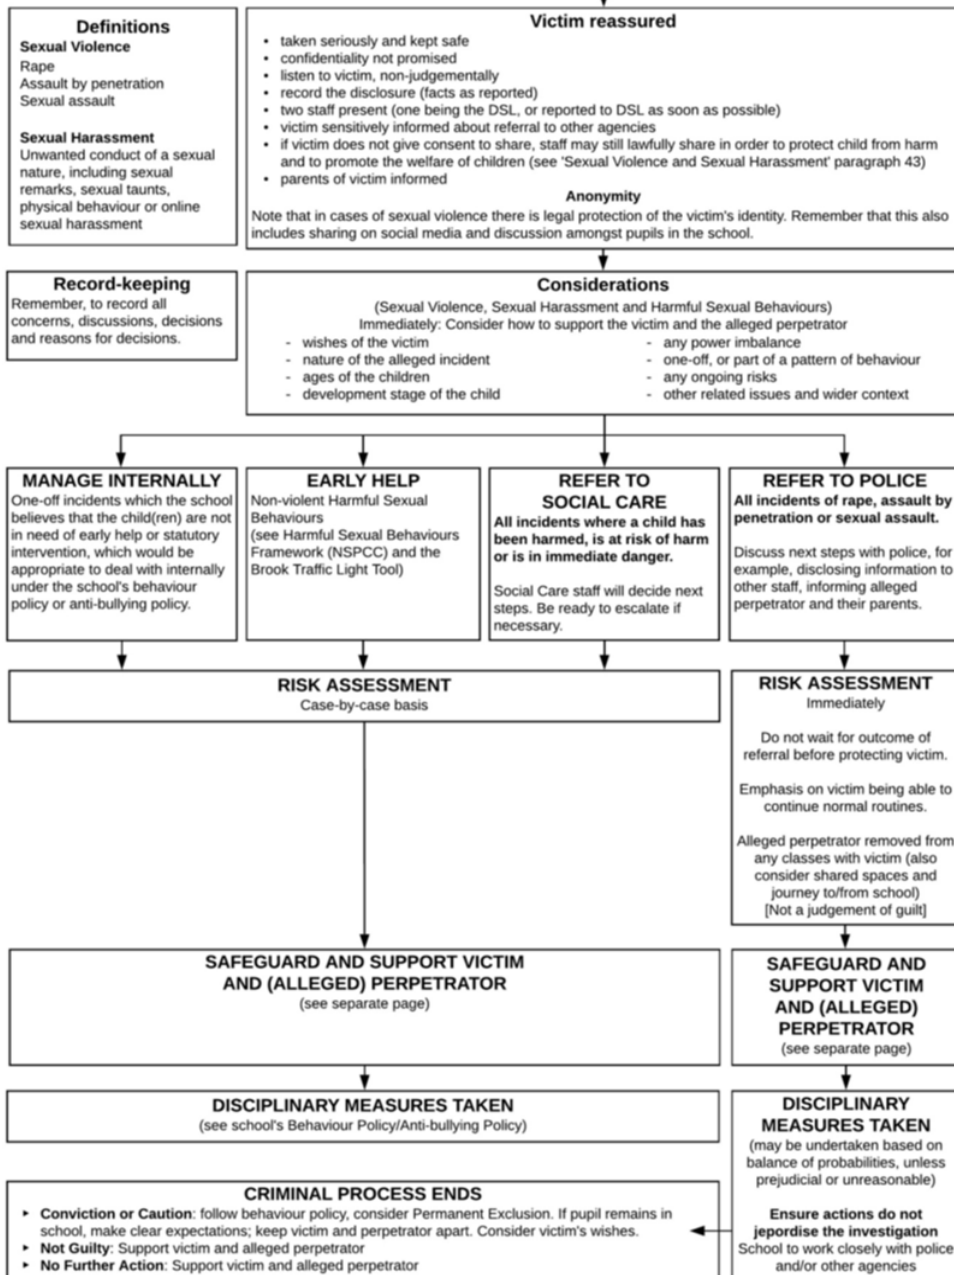 Definitions
Sexual Violence
Rape
Assault by penetration
Sexual assault
Sexual Harassment
Unwanted conduct of a sexual
nature, including sexual
remarks, sexual taunts,
physical behaviour or online
sexual harassment
Victim reassured
• taken seriously and kept safe
• confidentiality not promised
• listen to victim, non-judgementally
• record the disclosure (facts as reported)
• two staff present (one being the DSL, or reported to DSL as soon as possible)
• victim sensitively informed about referral to other agencies
• if victim does not give consent to share, staff may still lawfully share in order to protect child from harm
and to promote the welfare of children (see 'Sexual Violence and Sexual Harassment' paragraph 43)
• parents of victim informed
Anonymity
Note that in cases of sexual violence there is legal protection of the victim's identity. Remember that this also
includes sharing on social media and discussion amongst pupils in the school.
Record-keeping
Remember, to record all
concerns, discussions, decisions
and reasons for decisions.
Considerations
(Sexual Violence, Sexual Harassment and Harmful Sexual Behaviours)
Immediately: Consider how to support the victim and the alleged perpetrator
- wishes of the victim
- nature of the alleged incident
- ages of the children
- development stage of the child
- any power imbalance
- one-off, or part of a pattern of behaviour
- any ongoing risks
- other related issues and wider context
MANAGE INTERNALLY
One-off incidents which the school
believes that the child(ren) are not
in need of early help or statutory
intervention, which would be
appropriate to deal with internally
under the school's behaviour
policy or anti-bullying policy.
EARLY HELP
Non-violent Harmful Sexual
Behaviours
(see Harmful Sexual Behaviours
Framework (NSPCC) and the
Brook Traffic Light Tool)
REFER TO
SOCIAL CARE
All incidents where a child has
been harmed, is at risk of harm
or is in immediate danger.
Social Care staff will decide next
steps. Be ready to escalate if
necessary.
REFER TO POLICE
All incidents of rape, assault by
penetration or sexual assault.
Discuss next steps with police, for
example, disclosing information to
other staff, informing alleged
perpetrator and their parents.
RISK ASSESSMENT
Case-by-case basis
RISK ASSESSMENT
Immediately
Do not wait for outcome of
referral before protecting victim.
Emphasis on victim being able to
continue normal routines.
Alleged perpetrator removed from
any classes with victim (also
consider shared spaces and
journey to/from school)
[Not a judgement of guilt]
SAFEGUARD AND SUPPORT VICTIM
AND (ALLEGED) PERPETRATOR
(see separate page)
SAFEGUARD AND
SUPPORT VICTIM
AND (ALLEGED)
PERPETRATOR
(see separate page)
DISCIPLINARY MEASURES TAKEN
(see school's Behaviour Policy/Anti-bullying Policy)
DISCIPLINARY
MEASURES TAKEN
(may be undertaken based on
balance of probabilities, unless
prejudicial or unreasonable)
Ensure actions do not
jepordise the investigation
School to work closely with police
and/or other agencies
CRIMINAL PROCESS ENDS
‣ Conviction or Caution: follow behaviour policy, consider Permanent Exclusion. If pupil remains in
school, make clear expectations; keep victim and perpetrator apart. Consider victim's wishes.
‣ Not Guilty: Support victim and alleged perpetrator
‣ No Further Action: Support victim and alleged perpetrator